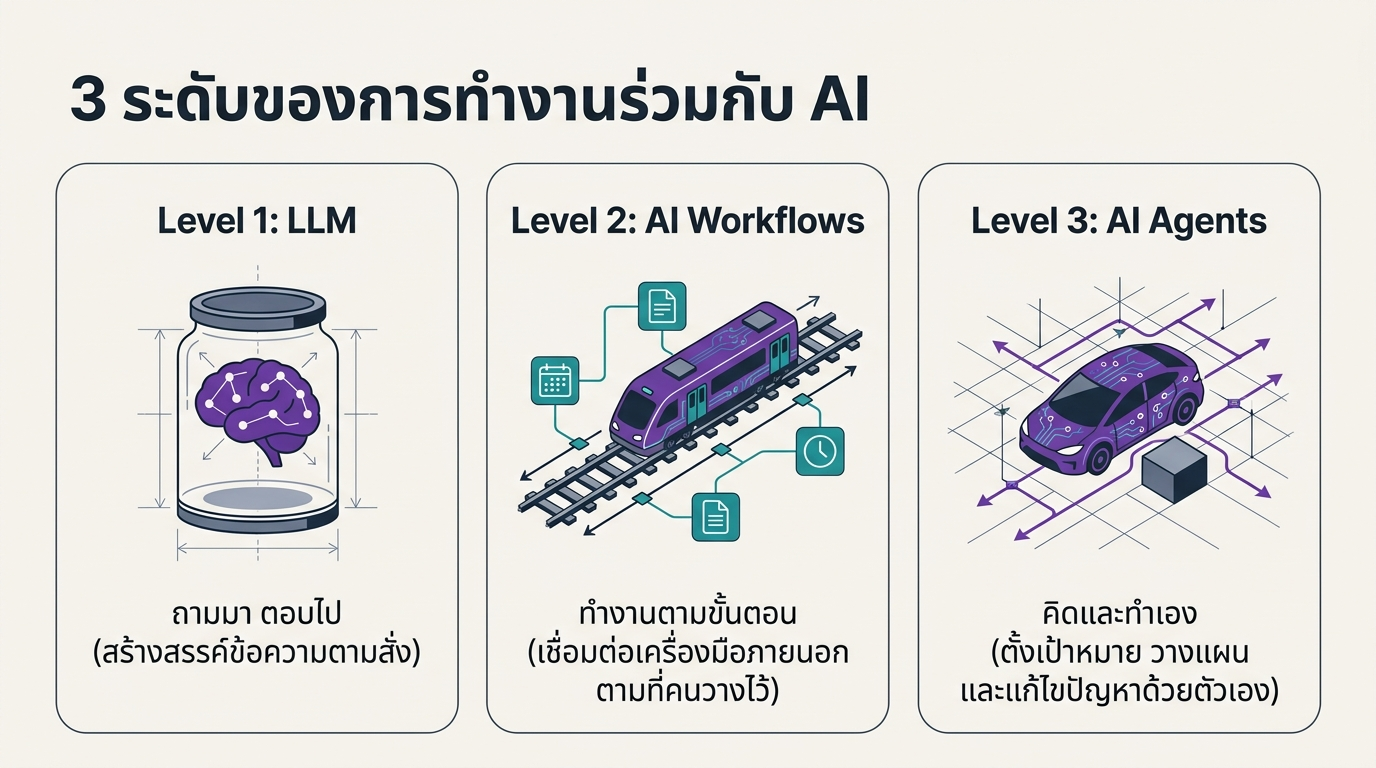 3 ระดับของการทำงานร่วมกับ AI
Level 1: LLM
ถามมา ตอบไป
(สร้างสรรค์ข้อความตามสั่ง)
Level 2: AI Workflows
ทำงานตามขั้นตอน
(เชื่อมต่อเครื่องมือภายนอก
ตามที่คนวางไว้)
Level 3: AI Agents
คิดและทำเอง
(ตั้งเป้าหมาย วางแผน
และแก้ไขปัญหาด้วยตัวเอง)